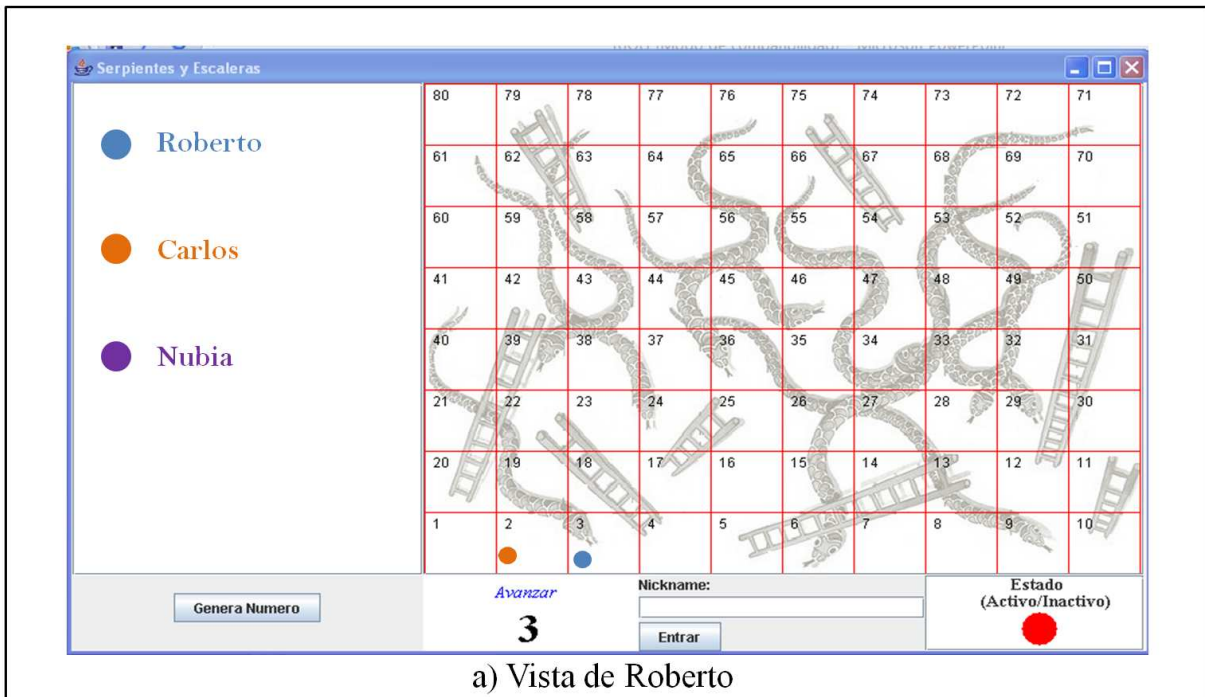 Serpientes y Escaleras
Roberto
Carlos
Nubia
80 79 78 77 76 75 74 73 72 71
61 62 63 64 65 66 67 68 69 70
60 59 58 57 56 55 54 53 52 51
41 42 43 44 45 46 47 48 49 50
40 39 38 37 36 35 34 33 32 31
21 22 23 24 25 26 27 28 29 30
20 19 18 17 16 15 14 13 12 11
1 2 3 4 5 6 7 8 9 10
Genera Numero
Avanzar
3
Nickname:
Entrar
Estado
(Activo/Inactivo)
a) Vista de Roberto